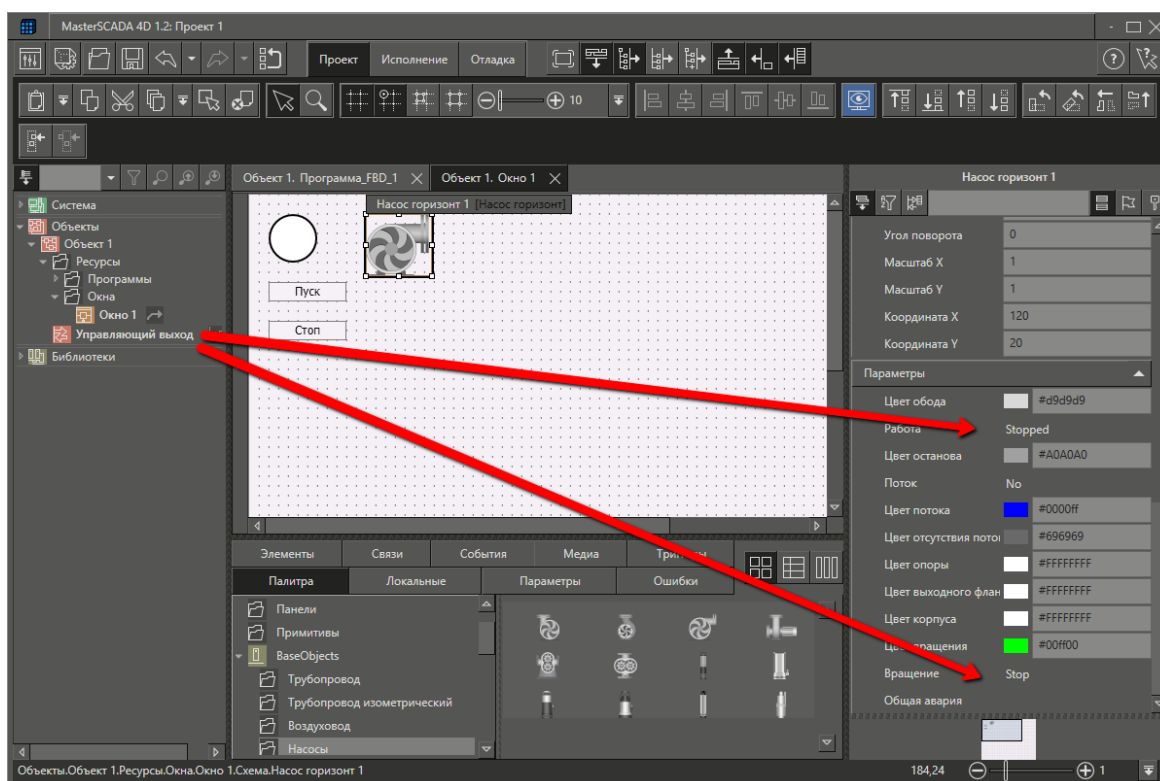 MasterSCADA 4D 1.2: Проект 1
Проект Исполнение Отладка
10
Объект 1. Программа_FBD_1 Объект 1. Окно 1
Насос горизонт 1
Система
Объекты
Объект 1
Ресурсы
Программы
Окна
Окно 1
Управляющий выход
Библиотеки
Насос горизонт 1 [Насос горизонт]
Пуск
Стоп
Угол поворота 0
Масштаб X 1
Масштаб Y 1
Координата X 120
Координата Y 20
Параметры
Цвет обода #d9d9d9
Работа Stopped
Цвет останова #A0A0A0
Поток No
Цвет потока #0000ff
Цвет отсутствия пото #696969
Цвет опоры #FFFFFFFF
Цвет выходного флан #FFFFFFFF
Цвет корпуса #FFFFFFFF
#00ff00
Вращение Stop
Общая авария
Элементы Связи События Медиа
Палитра Локальные Параметры Ошибки
Панели
Примитивы
BaseObjects
Трубопровод
Трубопровод изометрический
Воздуховод
Насосы
Объекты.Объект 1.Ресурсы.Окна.Окно 1.Схема.Насос горизонт 1
184,24 1